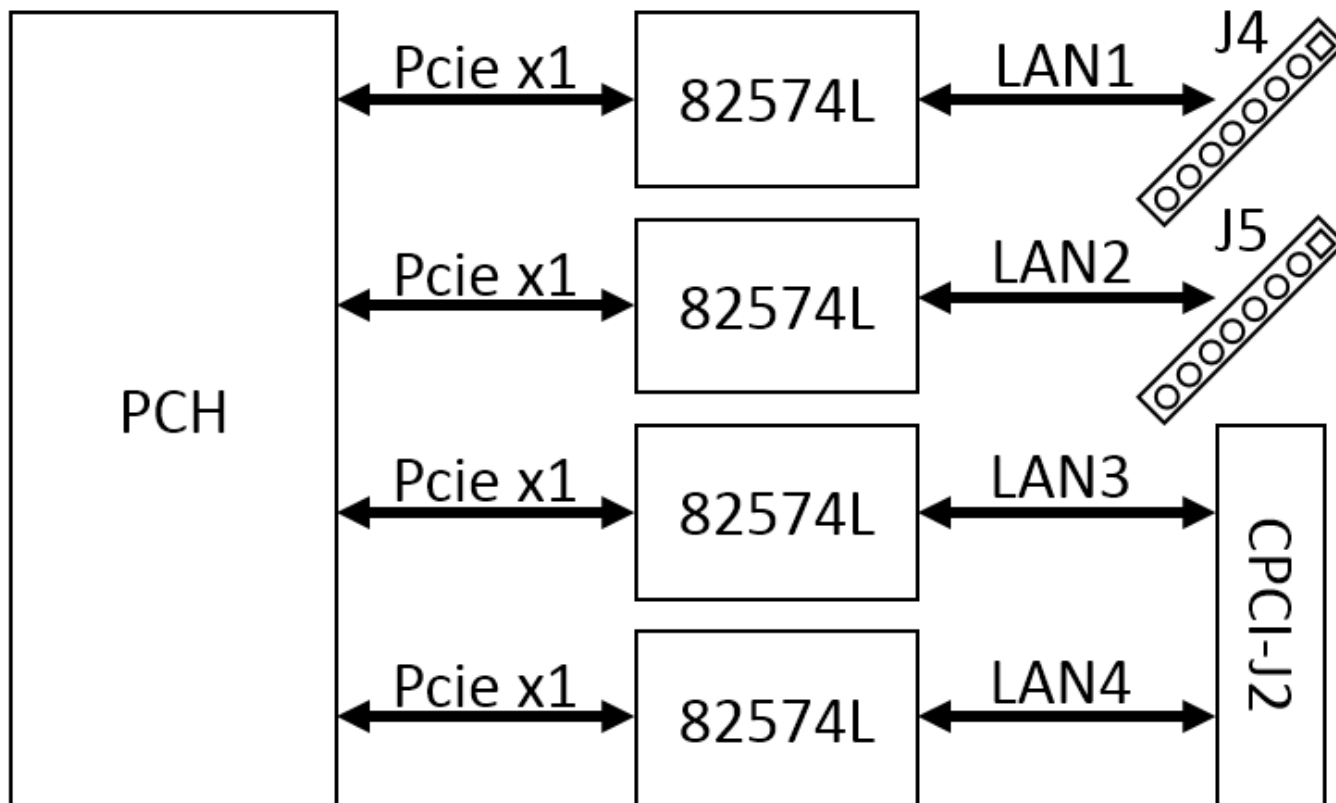 PCH
Pcie x1
82574L
LAN1
J4
Pcie x1
82574L
LAN2
J5
Pcie x1
82574L
LAN3
Pcie x1
82574L
LAN4
CPCI-J2